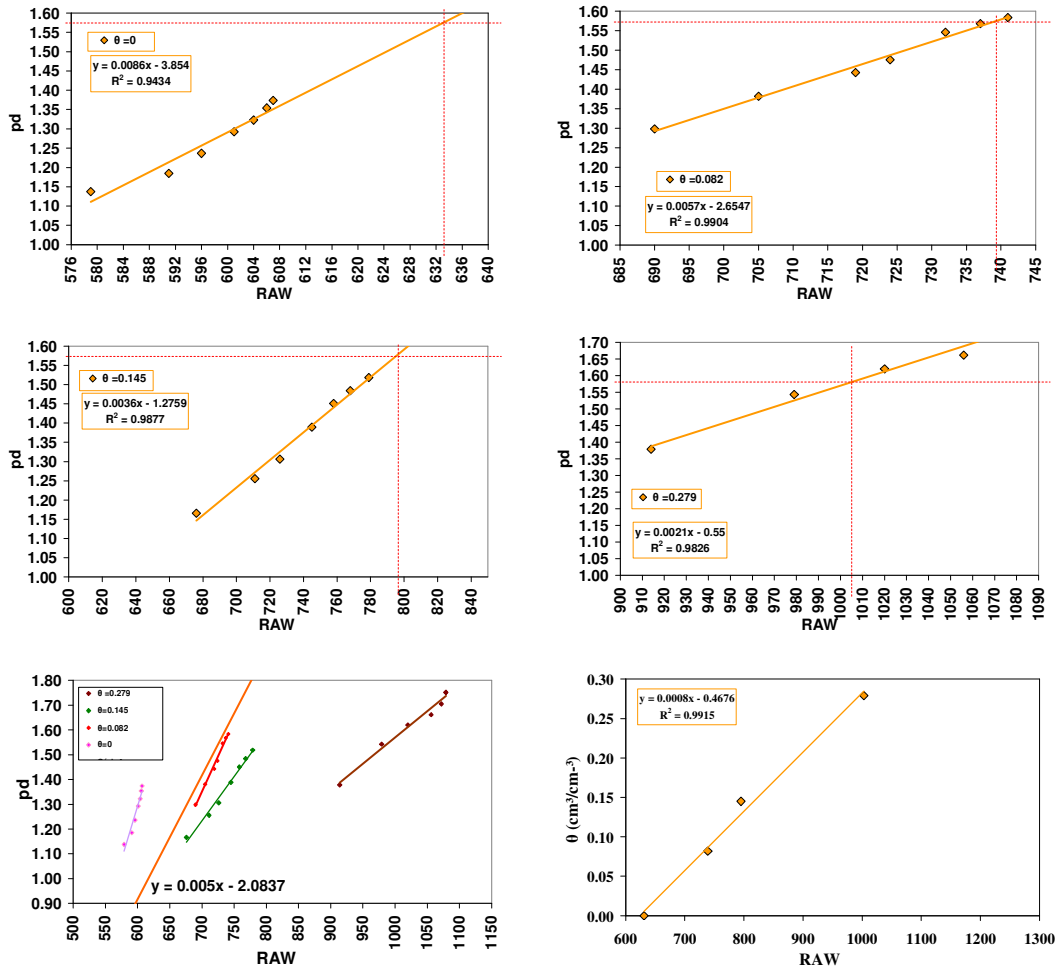 1.60
1.55
1.50
1.45
1.40
1.35
1.30
1.25
1.20
1.15
1.10
1.05
1.00
pd
θ =0
y = 0.0086x - 3.854
R² = 0.9434
576 580 584 588 592 596 600 604 608 612 616 620 624 628 632 636 640
RAW
1.60
1.55
1.50
1.45
1.40
1.35
1.30
1.25
1.20
1.15
1.10
1.05
1.00
pd
θ =0.082
y = 0.0057x - 2.6547
R² = 0.9904
685 690 695 700 705 710 715 720 725 730 735 740 745
RAW
1.60
1.55
1.50
1.45
1.40
1.35
1.30
1.25
1.20
1.15
1.10
1.05
1.00
pd
θ =0.145
y = 0.0036x - 1.2759
R² = 0.9877
600 620 640 660 680 700 720 740 760 780 800 820 840
RAW
1.70
1.65
1.60
1.55
1.50
1.45
1.40
1.35
1.30
1.25
1.20
1.15
1.10
1.05
1.00
pd
θ =0.279
y = 0.0021x - 0.55
R² = 0.9826
900 910 920 930 940 950 960 970 980 990 1000 1010 1020 1030 1040 1050 1060 1070 1080 1090
RAW
1.80
1.70
1.60
1.50
1.40
1.30
1.20
1.10
1.00
0.90
pd
θ =0.279
θ=0.145
θ=0.082
θ=0
y = 0.005x - 2.0837
500 550 600 650 700 750 800 850 900 950 1000 1050 1100 1150
RAW
0.30
0.25
0.20
0.15
0.10
0.05
0.00
θ (cm³/cm-³)
y = 0.0008x - 0.4676
R² = 0.9915
600 700 800 900 1000 1100 1200 1300
RAW